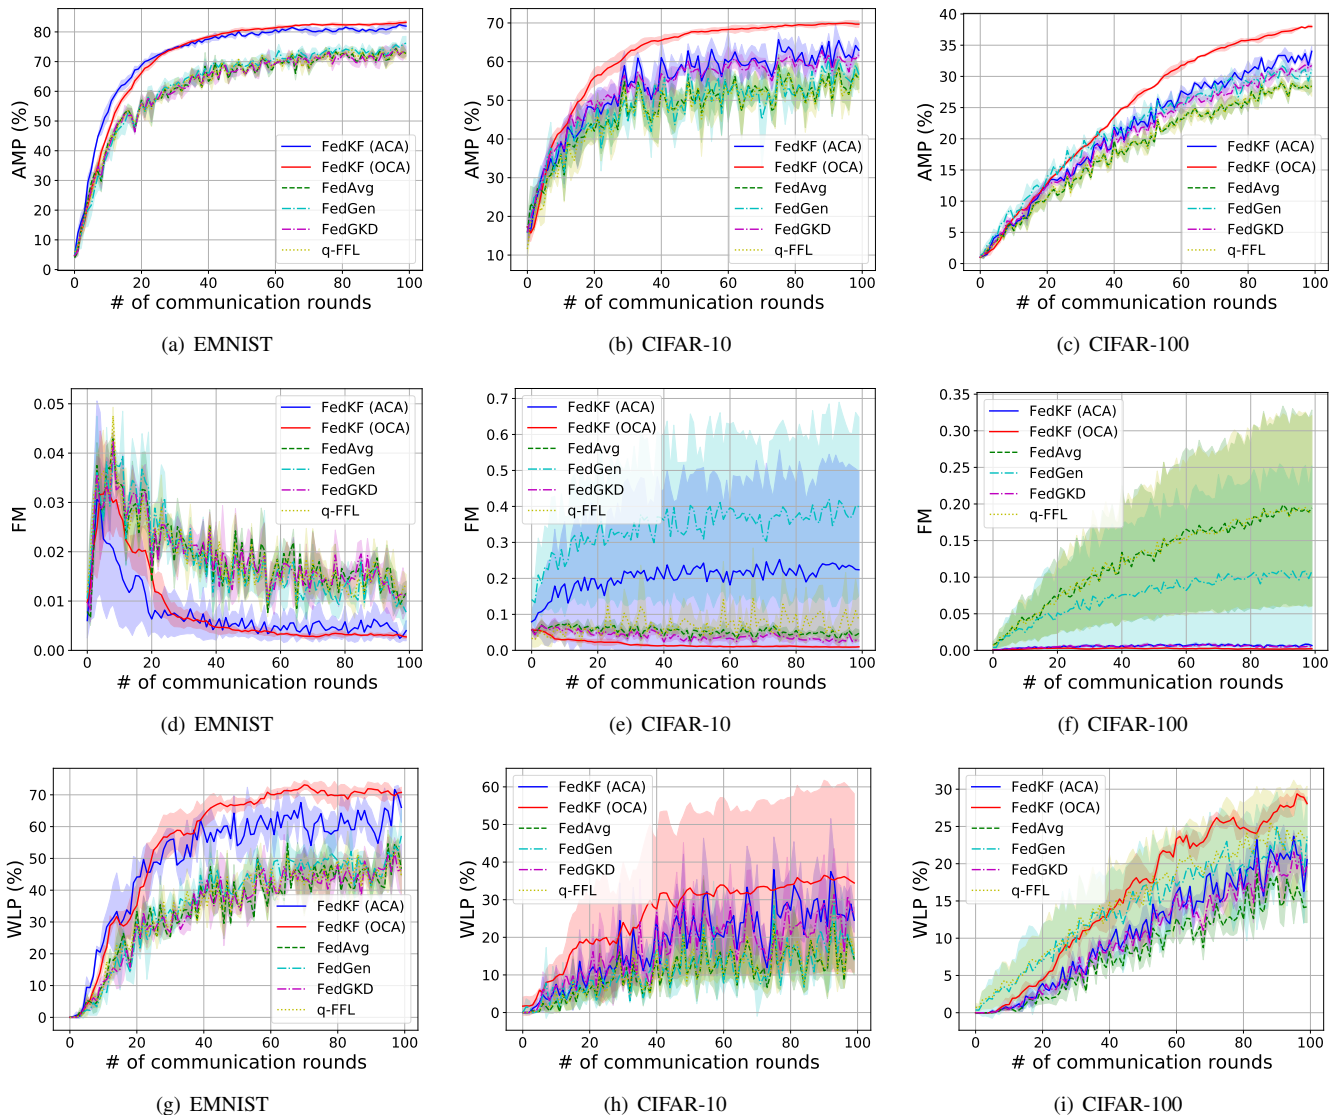 80
70
60
50
40
30
20
10
0
AMP (%)
FedKF (ACA)
FedKF (OCA)
FedAvg
FedGen
FedGKD
q-FFL
0 20 40 60 80 100
# of communication rounds
(a) EMNIST
70
60
50
40
30
20
10
AMP (%)
FedKF (ACA)
FedKF (OCA)
FedAvg
FedGen
FedGKD
q-FFL
0 20 40 60 80 100
# of communication rounds
(b) CIFAR-10
40
35
30
25
20
15
10
5
0
AMP (%)
FedKF (ACA)
FedKF (OCA)
FedAvg
FedGen
FedGKD
q-FFL
0 20 40 60 80 100
# of communication rounds
(c) CIFAR-100
0.05
0.04
0.03
0.02
0.01
0.00
FM
FedKF (ACA)
FedKF (OCA)
FedAvg
FedGen
FedGKD
q-FFL
0 20 40 60 80 100
# of communication rounds
(d) EMNIST
0.7
0.6
0.5
0.4
0.3
0.2
0.1
0.0
FM
FedKF (ACA)
FedKF (OCA)
FedAvg
FedGen
FedGKD
q-FFL
0 20 40 60 80 100
# of communication rounds
(e) CIFAR-10
0.35
0.30
0.25
0.20
0.15
0.10
0.05
0.00
FM
FedKF (ACA)
FedKF (OCA)
FedAvg
FedGen
FedGKD
q-FFL
0 20 40 60 80 100
# of communication rounds
(f) CIFAR-100
70
60
50
40
30
20
10
0
WLP (%)
FedKF (ACA)
FedKF (OCA)
FedAvg
FedGen
FedGKD
q-FFL
0 20 40 60 80 100
# of communication rounds
(g) EMNIST
60
50
40
30
20
10
0
WLP (%)
FedKF (ACA)
FedKF (OCA)
FedAvg
FedGen
FedGKD
q-FFL
0 20 40 60 80 100
# of communication rounds
(h) CIFAR-10
30
25
20
15
10
5
0
WLP (%)
FedKF (ACA)
FedKF (OCA)
FedAvg
FedGen
FedGKD
q-FFL
0 20 40 60 80 100
# of communication rounds
(i) CIFAR-100